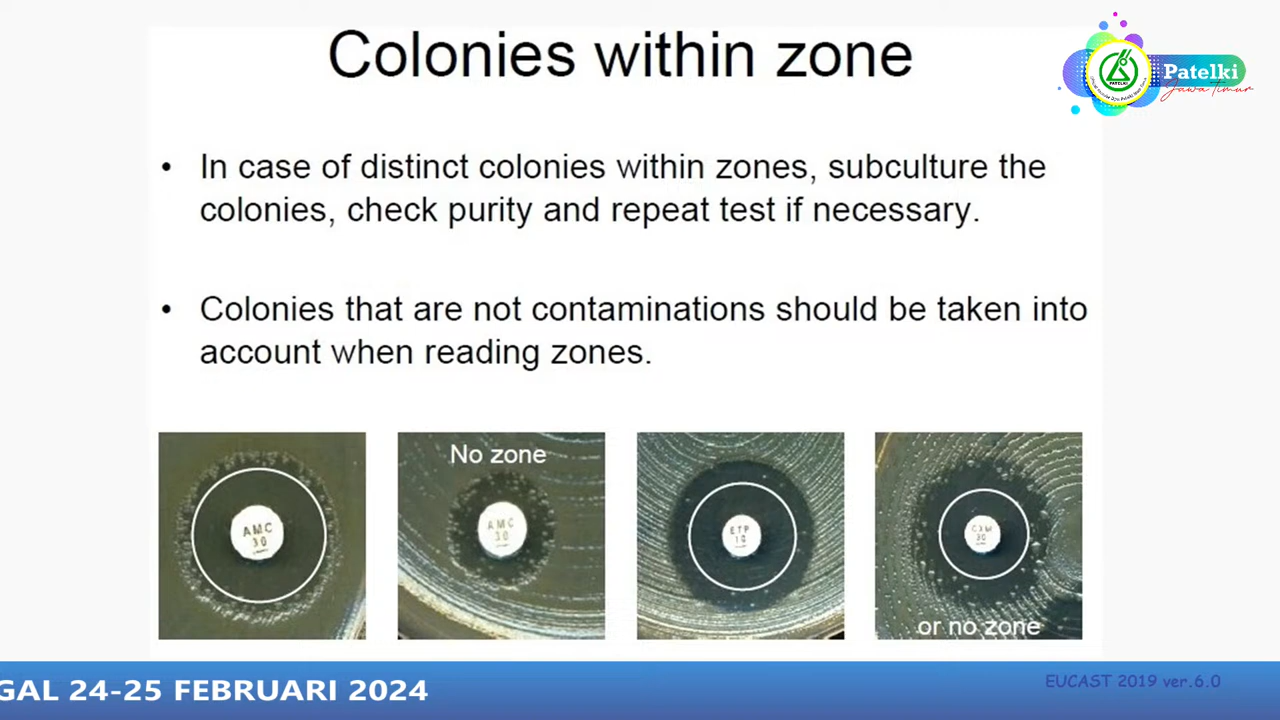 Colonies within zone
Patelki
Jawa Timur
PATELKI
• In case of distinct colonies within zones, subculture the
colonies, check purity and repeat test if necessary.
• Colonies that are not contaminations should be taken into
account when reading zones.
AMC
30
No zone
AMC
30
ETP
10
CXM
30
or no zone
GAL 24-25 FEBRUARI 2024
EUCAST 2019 ver.6.0